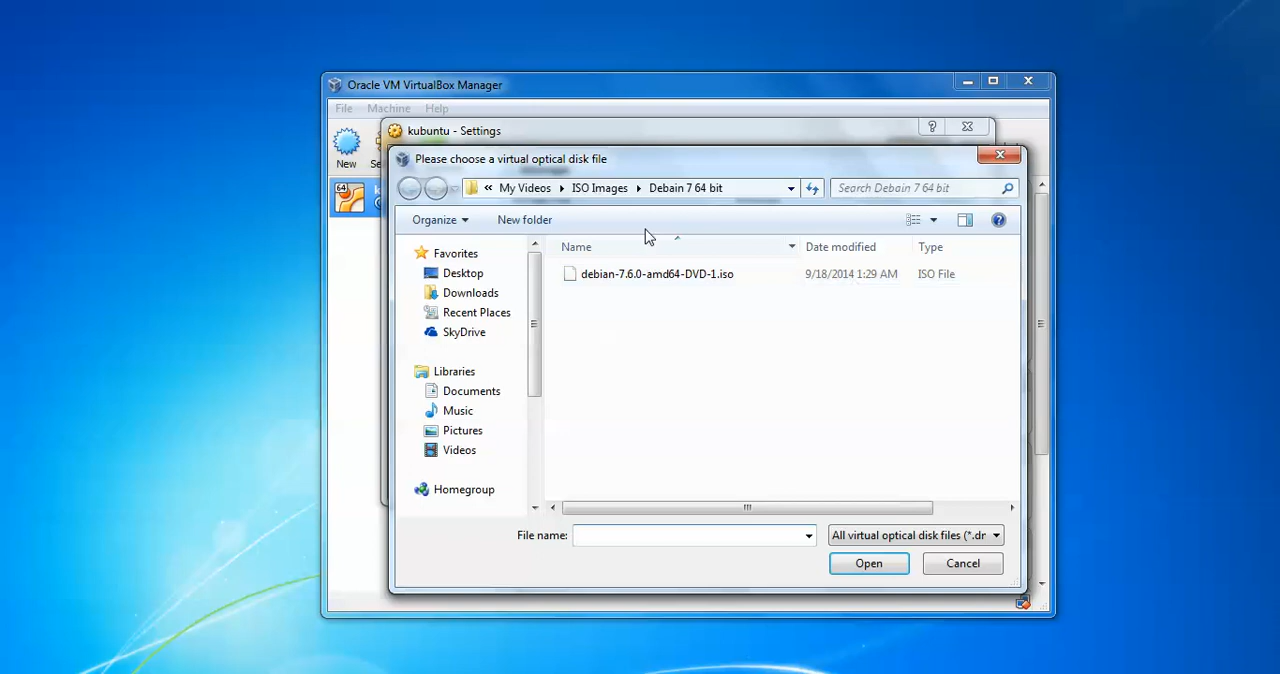 Oracle VM VirtualBox Manager
File Machine Help
kubuntu - Settings
New
Please choose a virtual optical disk file
« My Videos ISO Images Debain 7 64 bit
Search Debain 7 64 bit
Organize New folder
Name Date modified Type
debian-7.6.0-amd64-DVD-1.iso 9/18/2014 1:29 AM ISO File
Favorites
Desktop
Downloads
Recent Places
SkyDrive
Libraries
Documents
Music
Pictures
Videos
Homegroup
File name:
All virtual optical disk files (*.dr
Open Cancel
64